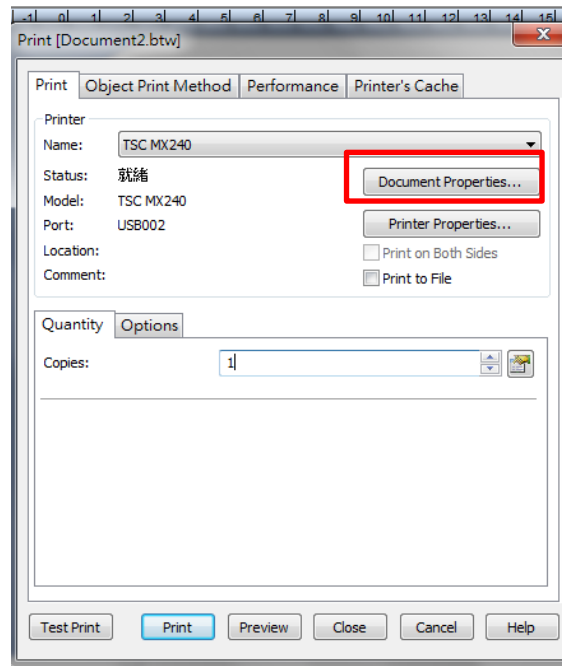 -1 0 1 2 3 4 5 6 7 8 9 10 11 12 13 14 15
Print [Document2.btw]
Print Object Print Method Performance Printer's Cache
Printer
Name: TSC MX240
Status: 就緒 Document Properties...
Model: TSC MX240
Port: USB002 Printer Properties...
Location: Print on Both Sides
Comment: Print to File
Quantity Options
Copies: 1
Test Print Print Preview Close Cancel Help